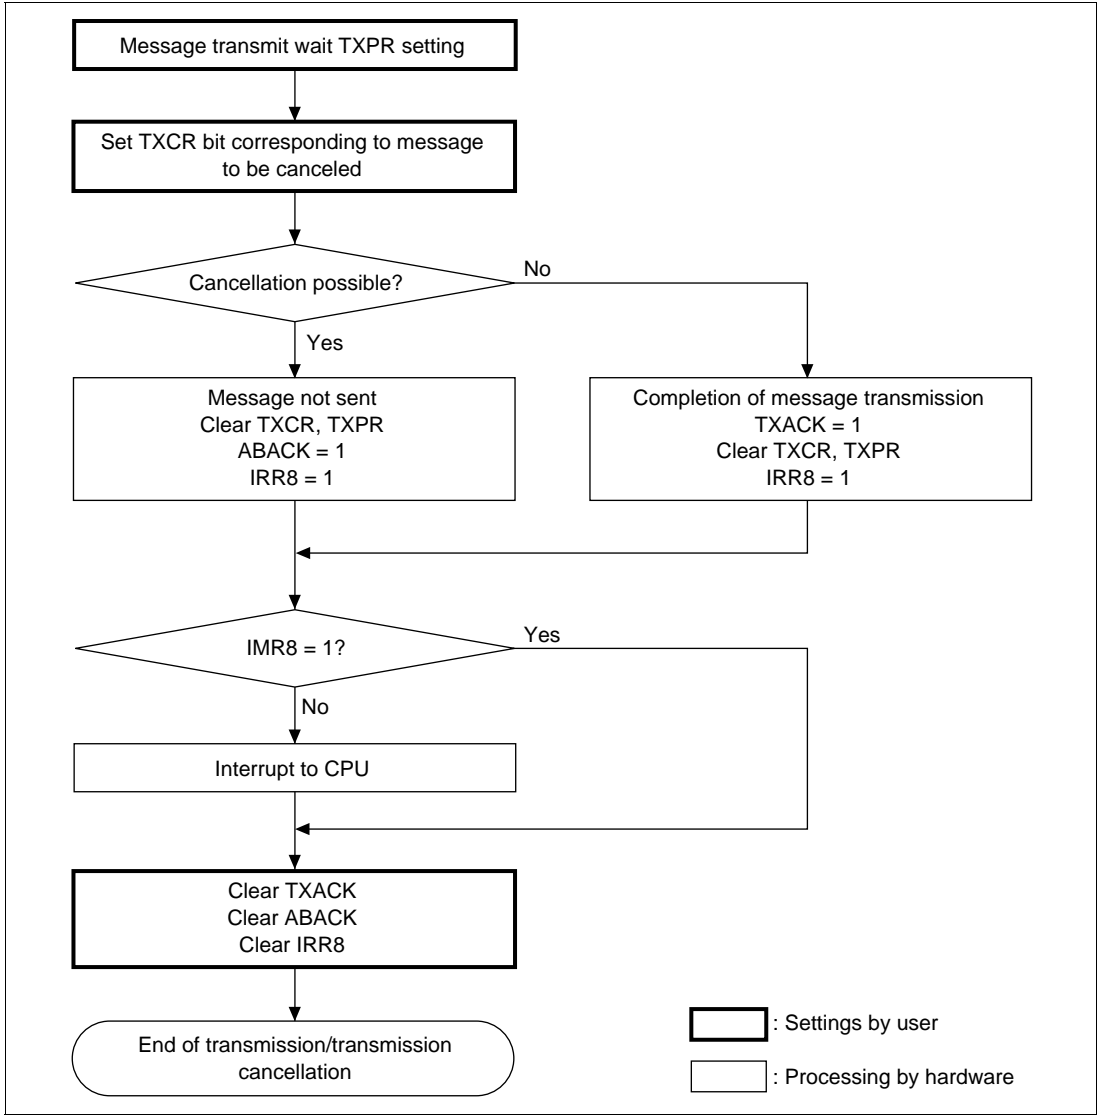 Message transmit wait TXPR setting
Set TXCR bit corresponding to message
to be canceled
Cancellation possible?
No
Yes
Message not sent
Clear TXCR, TXPR
ABACK = 1
IRR8 = 1
Completion of message transmission
TXACK = 1
Clear TXCR, TXPR
IRR8 = 1
IMR8 = 1?
Yes
No
Interrupt to CPU
Clear TXACK
Clear ABACK
Clear IRR8
End of transmission/transmission
cancellation
: Settings by user
: Processing by hardware